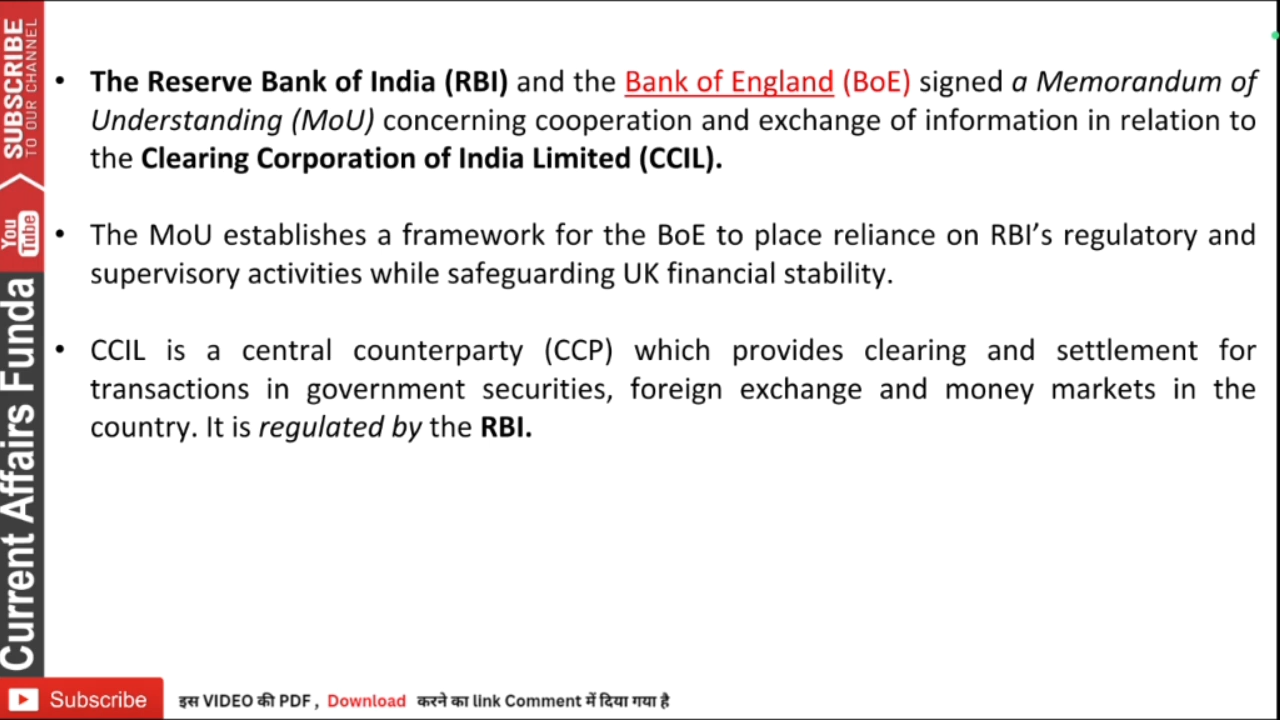 SUBSCRIBE
TO OUR CHANNEL
You
Tube
Current Affairs Funda
• The Reserve Bank of India (RBI) and the Bank of England (BoE) signed a Memorandum of
Understanding (MoU) concerning cooperation and exchange of information in relation to
the Clearing Corporation of India Limited (CCIL).
• The MoU establishes a framework for the BoE to place reliance on RBI’s regulatory and
supervisory activities while safeguarding UK financial stability.
• CCIL is a central counterparty (CCP) which provides clearing and settlement for
transactions in government securities, foreign exchange and money markets in the
country. It is regulated by the RBI.
Subscribe
इस VIDEO की PDF , Download करने का link Comment में दिया गया है